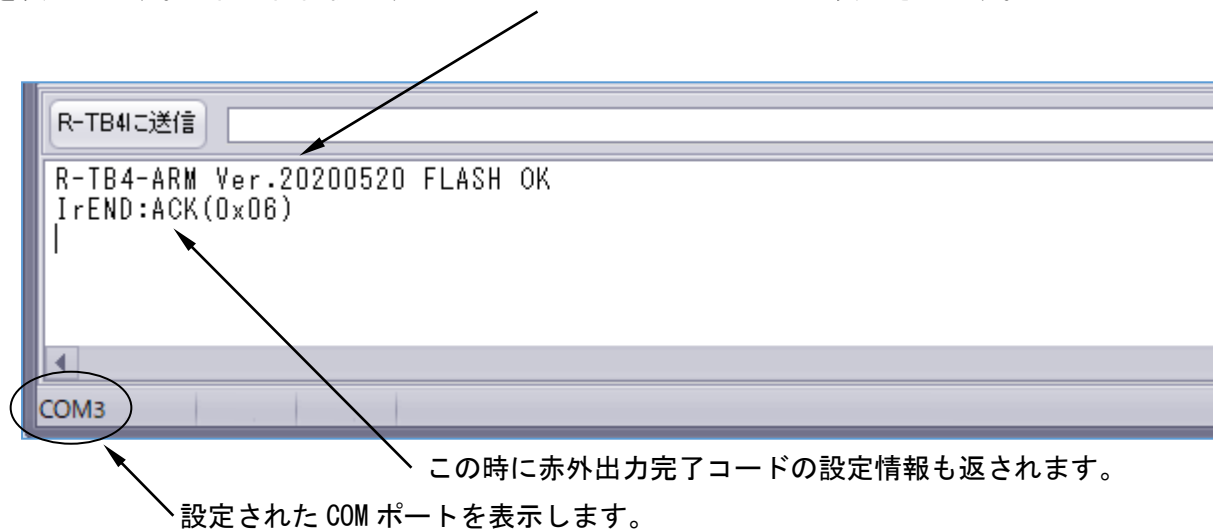 R-TB4に送信
R-TB4-ARM Ver.20200520 FLASH OK
IrEND:ACK(0x06)
COM3
この時に赤外出力完了コードの設定情報も返されます。
設定された COM ポートを表示します。